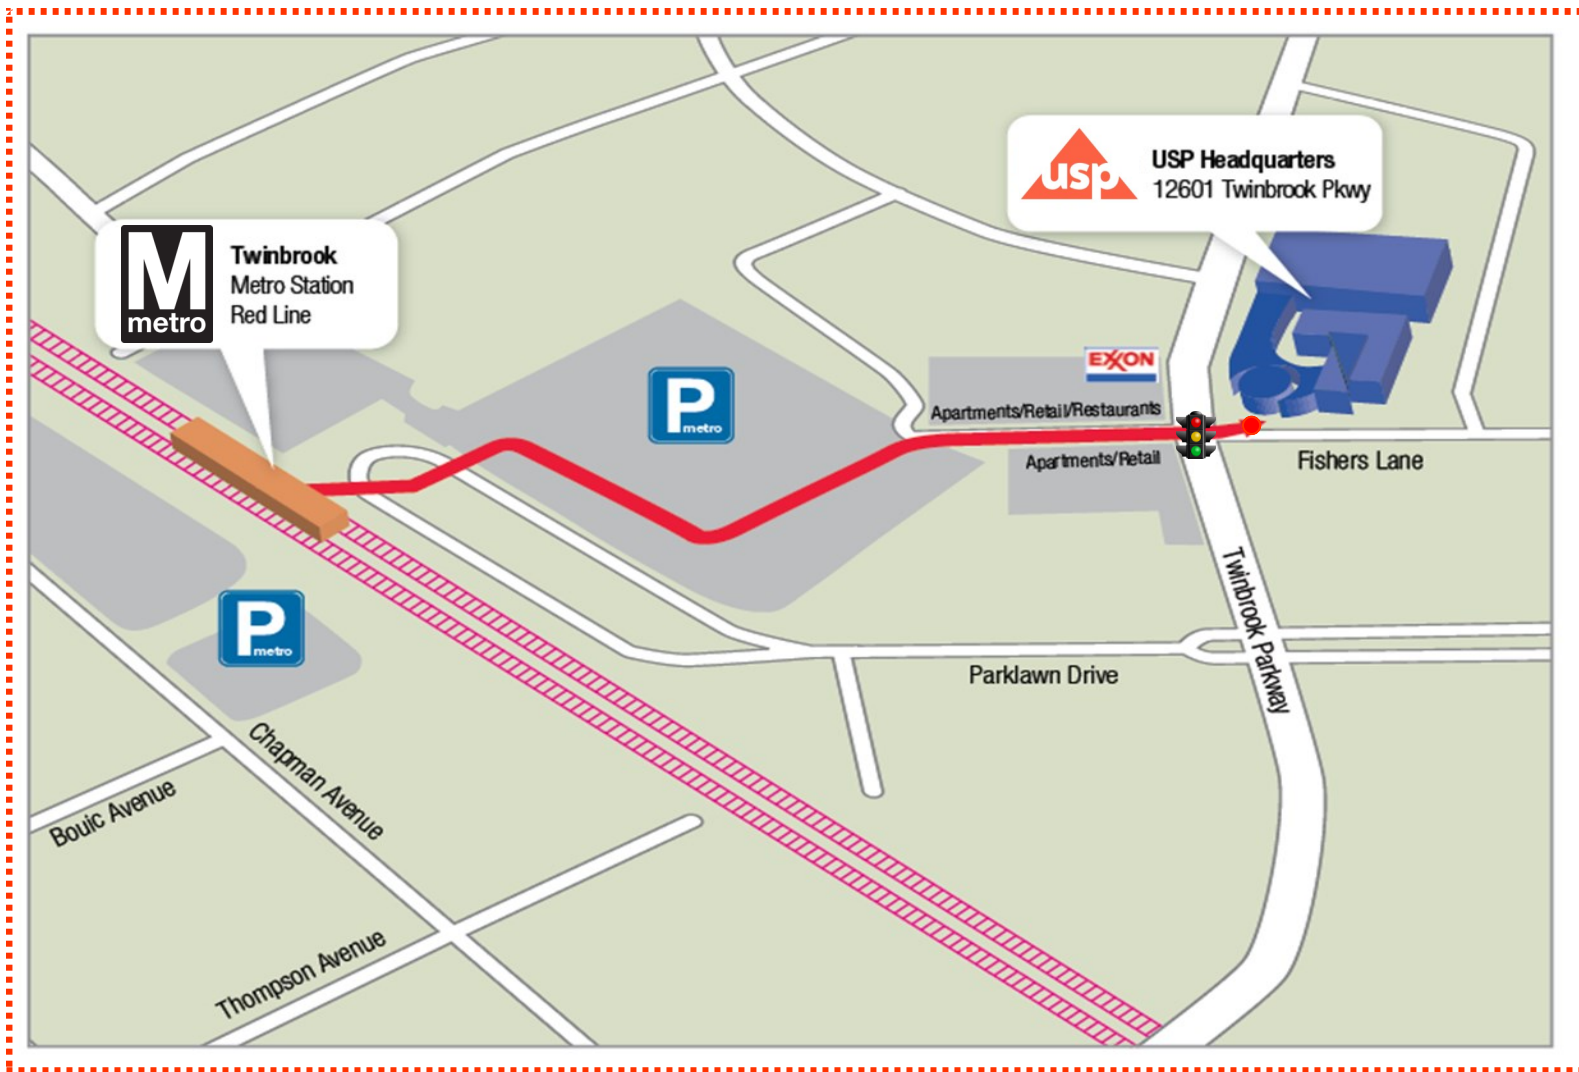 usp
USP Headquarters
12601 Twinbrook Pkwy
M
metro
Twinbrook
Metro Station
Red Line
P
metro
EXXON
Apartments/Retail/Restaurants
Apartments/Retail
Fishers Lane
Twinbrook Parkway
P
metro
Parklawn Drive
Chapman Avenue
Bouic Avenue
Thompson Avenue